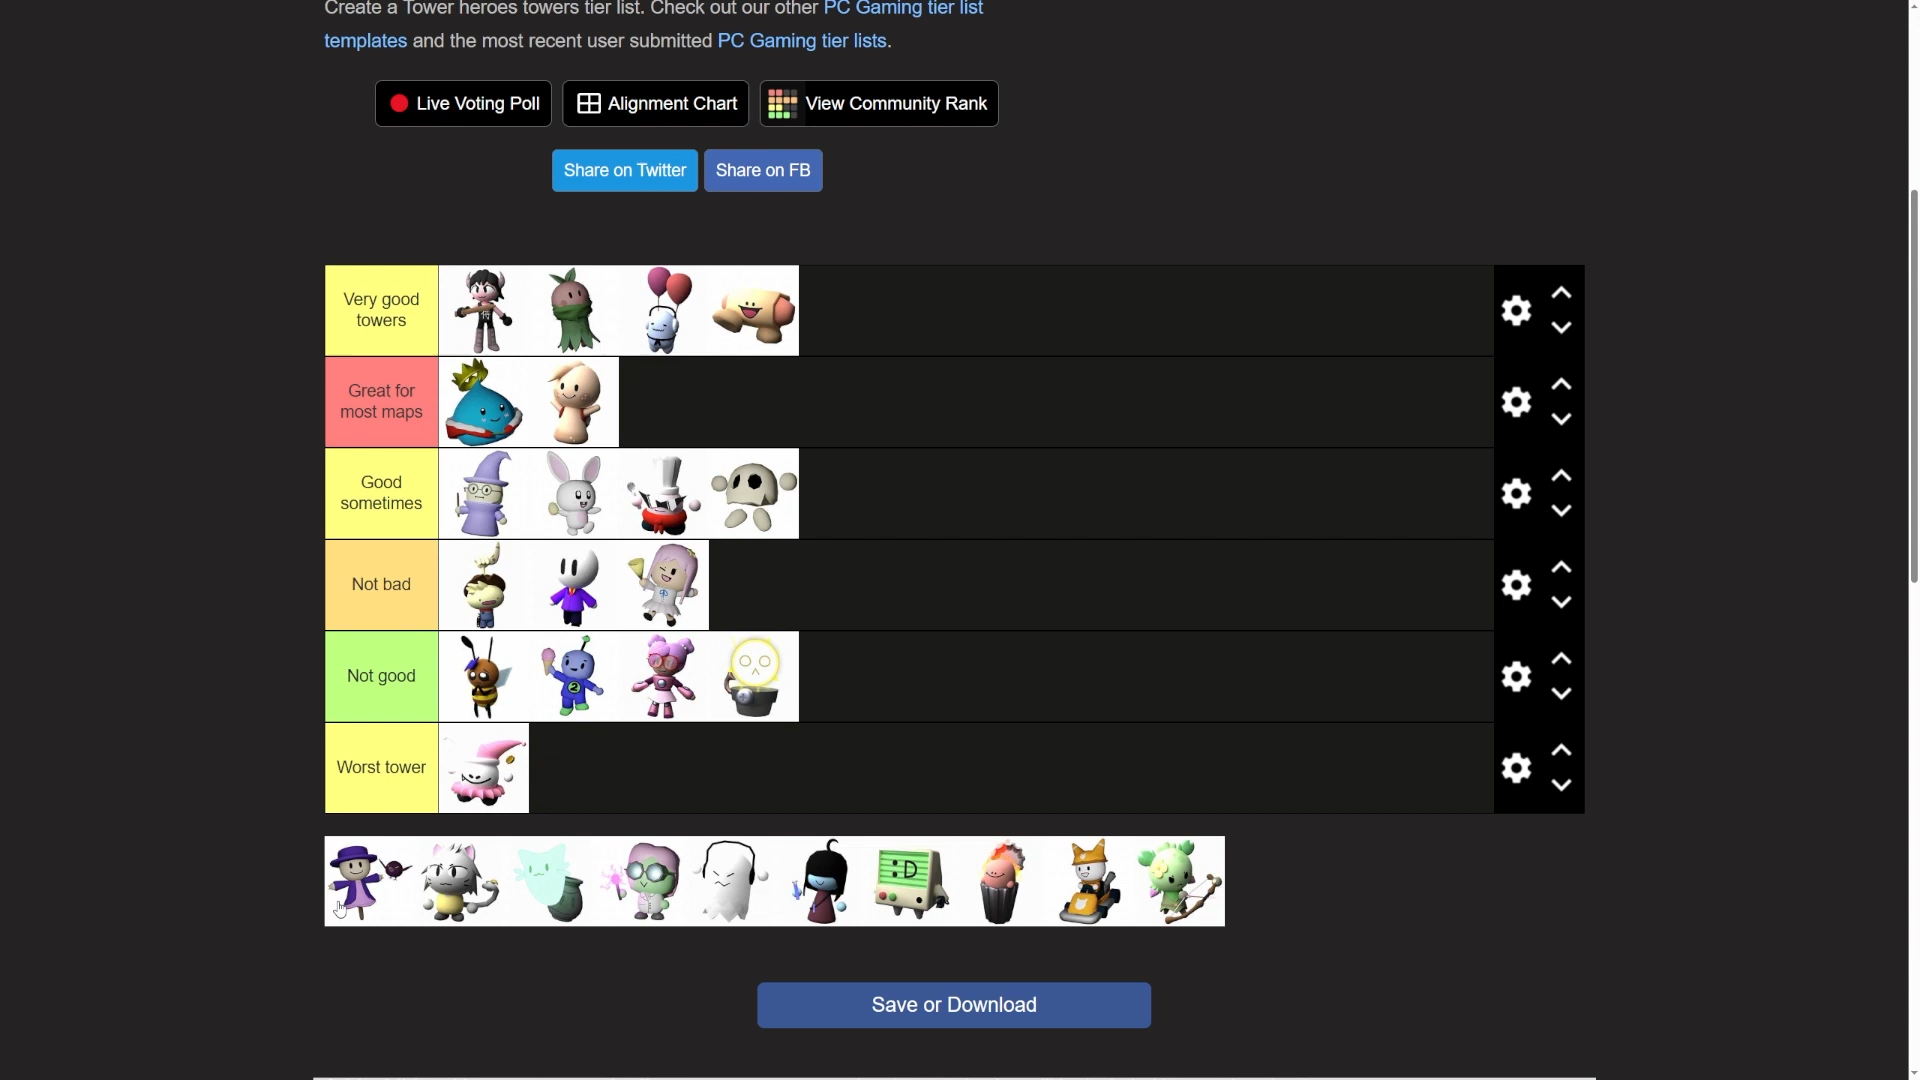 Create a Tower heroes towers tier list. Check out our other PC Gaming tier list
templates and the most recent user submitted PC Gaming tier lists.
Live Voting Poll
Alignment Chart
View Community Rank
Share on Twitter
Share on FB
Very good
towers
Great for
most maps
Good
sometimes
Not bad
Not good
Worst tower
:D
Save or Download